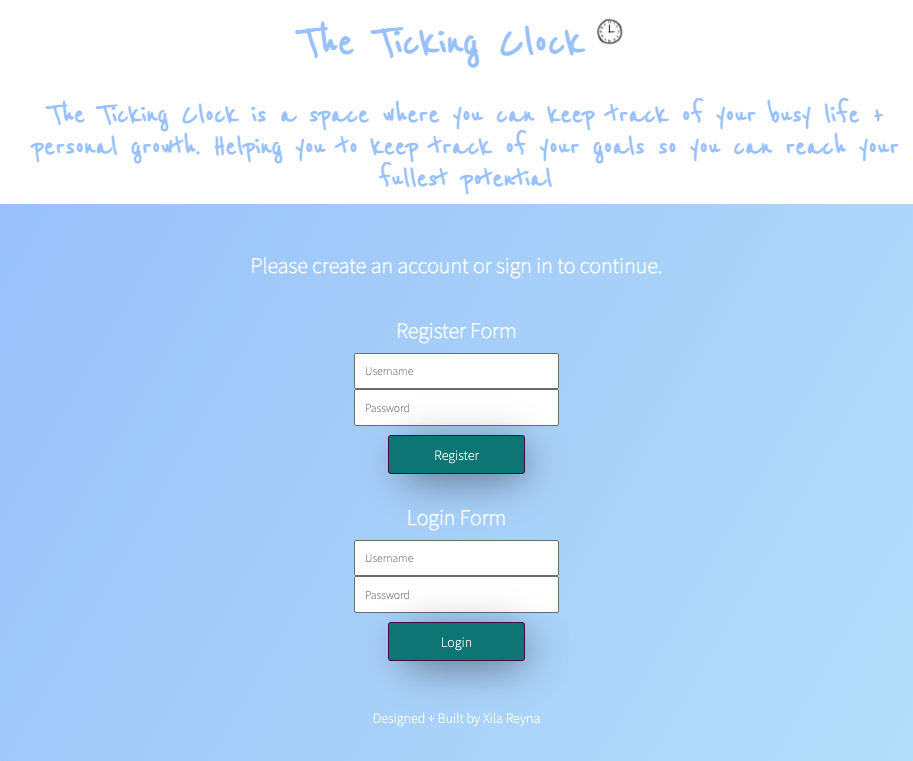 The Ticking Clock
The Ticking Clock is a space where you can keep track of your busy life +
personal growth. Helping you to keep track of your goals so you can reach your
fullest potential
Please create an account or sign in to continue.
Register Form
Username
Password
Register
Login Form
Username
Password
Login
Designed + Built by Xila Reyna